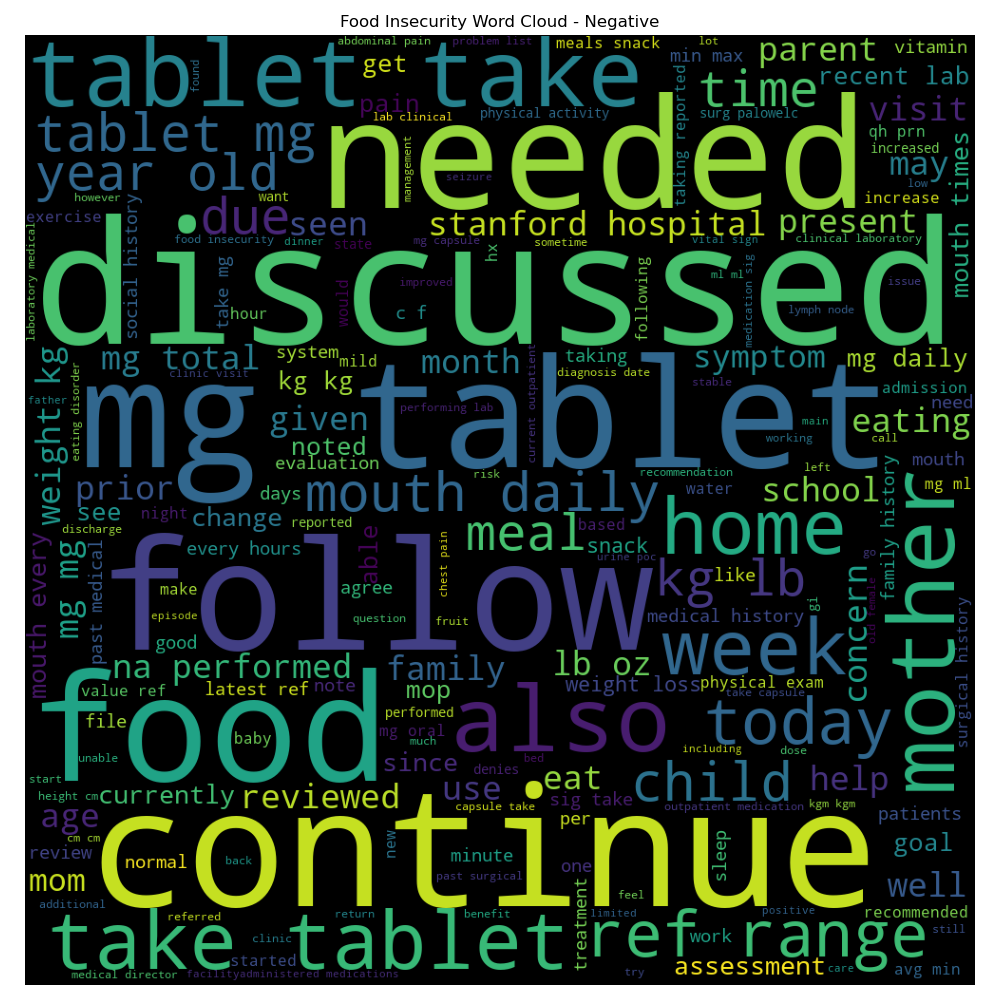 Food Insecurity Word Cloud - Negative
abdominal pain
problem list
meals snack
lot
tablet take
found
get
min max
parent
vitamin
time
recent lab
pain
lab clinical
physical activity
taking reported
surg palowelc
visit
tablet mg
needed
management
seizure
qh prn
increased
may
low
mouth times
year old
however
want
increase
exercise
social history
due
seen
stanford hospital
present
food insecurity
dinner
state
mg capsule
sometime
vital sign
clinical laboratory
laboratory medical
discussed
take mg
hour
would
improved
hx
c f
following
ml ml
medication sig
lymph node
issue
mg total
system
mild
month
taking
symptom
mg daily
weight kg
clinic visit
kg kg
diagnosis date
stable
admission
father
eating disorder
mg tablet
given
performing lab
current outpatient
main
need
noted
working
call
eating
evaluation
risk
recommendation
left
mouth
prior
days
mouth daily
water
school
mg ml
see
night
change
reported
meal
based
home
family history
mother
discharge
mg mg
past medical
every hours
able
chest pain
snack
urine poc
go
mouth every
follow
make
agree
like
kg lb
gi
concern
old female
episode
question
fruit
medical history
good
week
surgical history
na performed
family
lb oz
physical exam
value ref
latest ref
note
mop
weight loss
take capsule
food
file
baby
performed
mg oral
also
today
unable
much
since
denies
bed
including
dose
start
height cm
currently
reviewed
use
eat
sig take
child
help
outpatient medication
kgm kgm
age
capsule take
per
patients
cm cm
continue
new
minute
sleep
goal
review
normal
back
past surgical
one
mom
feel
well
additional
treatment
referred
return
benefit
limited
positive
recommended
take tablet
clinic
started
ref range
work
still
medical director
facilityadministered medications
try
assessment
care
avg min